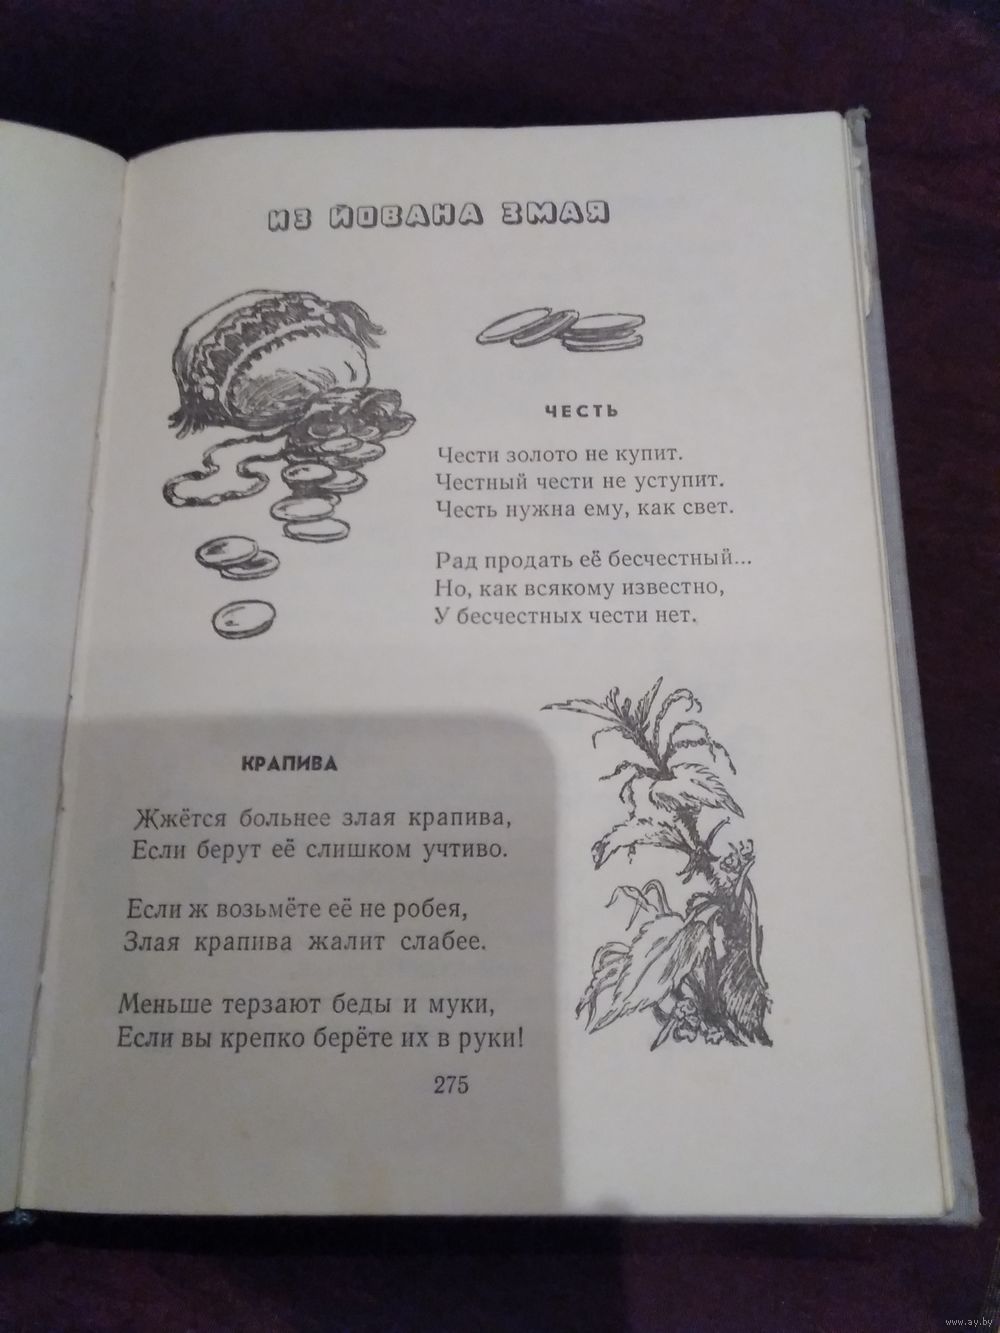 ИЗ ЙОВАНА ЗМАЯ
ЧЕСТЬ
Чести золото не купит.
Честный чести не уступит.
Честь нужна ему, как свет.
Рад продать её бесчестный...
Но, как всякому известно,
У бесчестных чести нет.
КРАПИВА
Жжётся больнее злая крапива,
Если берут её слишком учтиво.
Если ж возьмёте её не робея,
Злая крапива жалит слабее.
Меньше терзают беды и муки,
Если вы крепко берёте их в руки!
275
www.ay.by